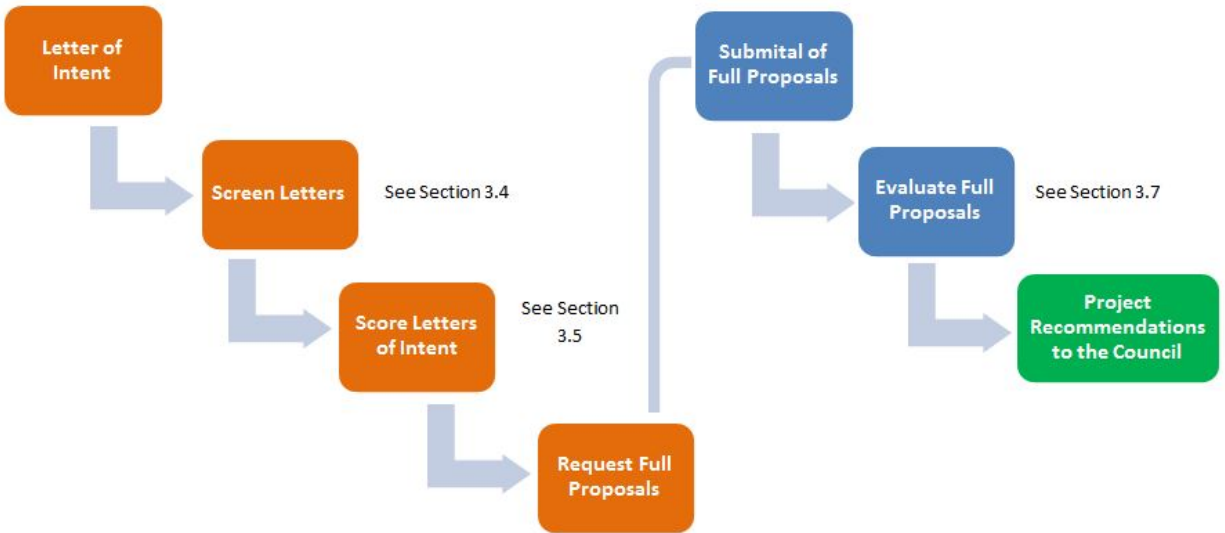 Letter of
Intent
Screen Letters
See Section 3.4
Score Letters
of Intent
See Section
3.5
Request Full
Proposals
Submital of
Full Proposals
Evaluate Full
Proposals
See Section 3.7
Project
Recommendations
to the Council